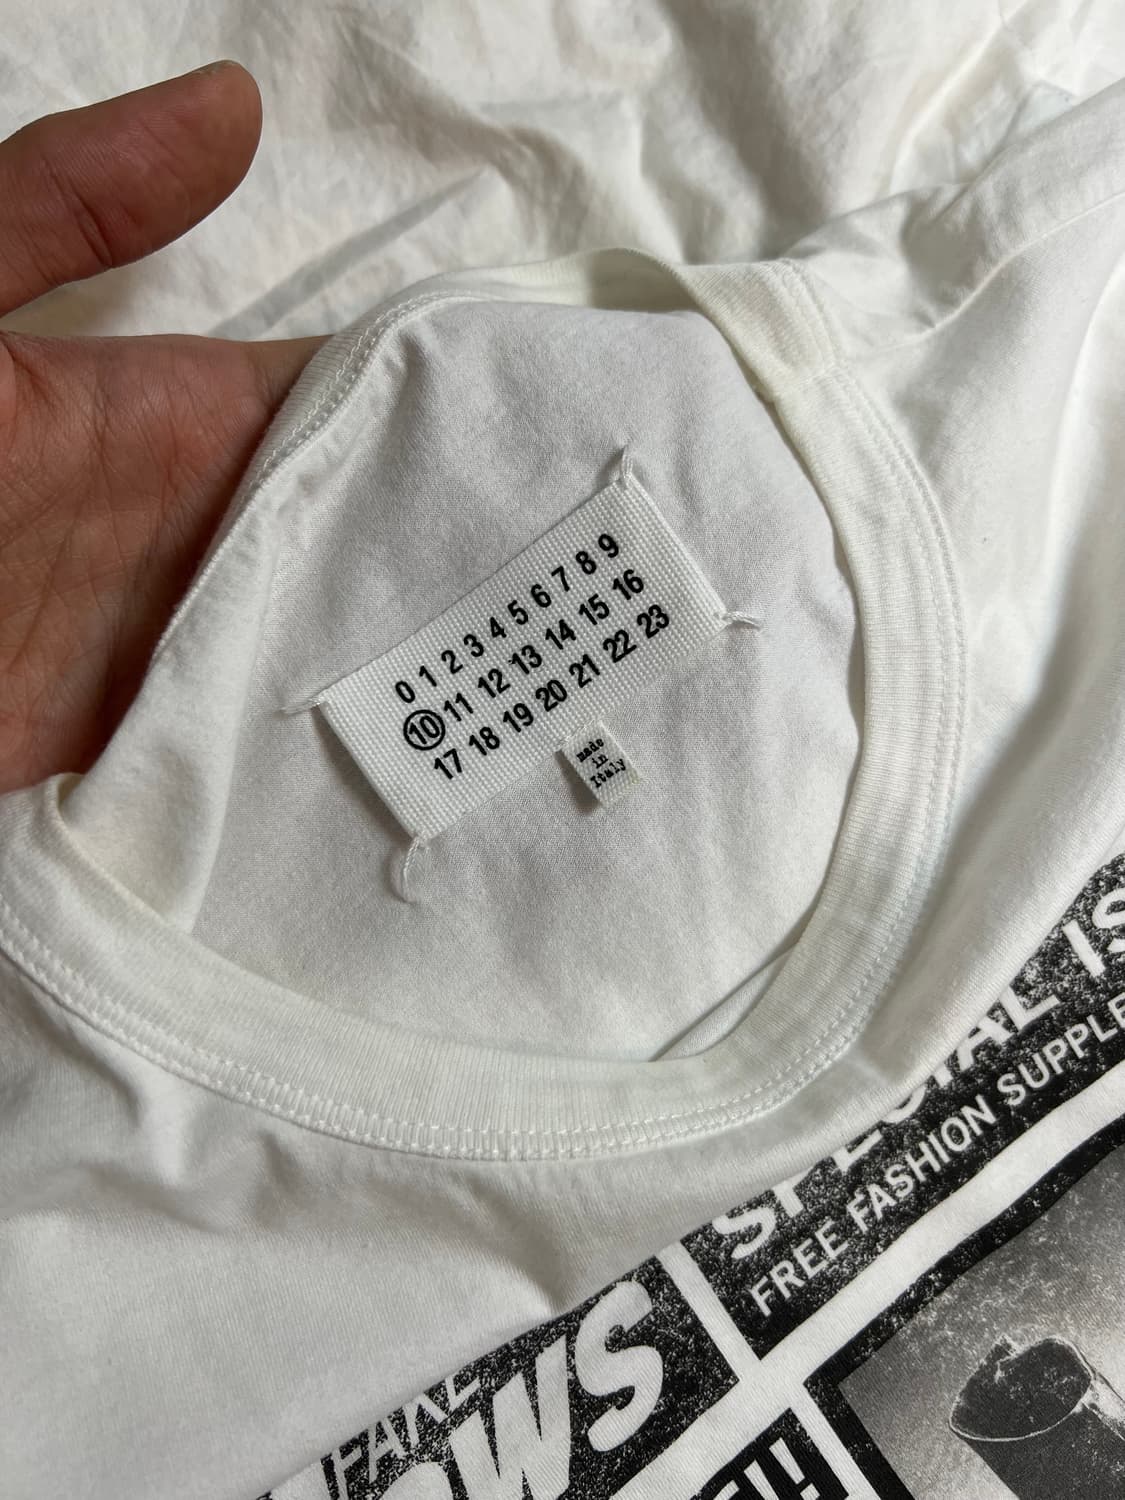 0 1 2 3 4 5 6 7 8 9
10 11 12 13 14 15 16
17 18 19 20 21 22 23
made
in
Italy
SPECIAL IS
FREE FASHION SUPPLE
FAKE
OWS
!!